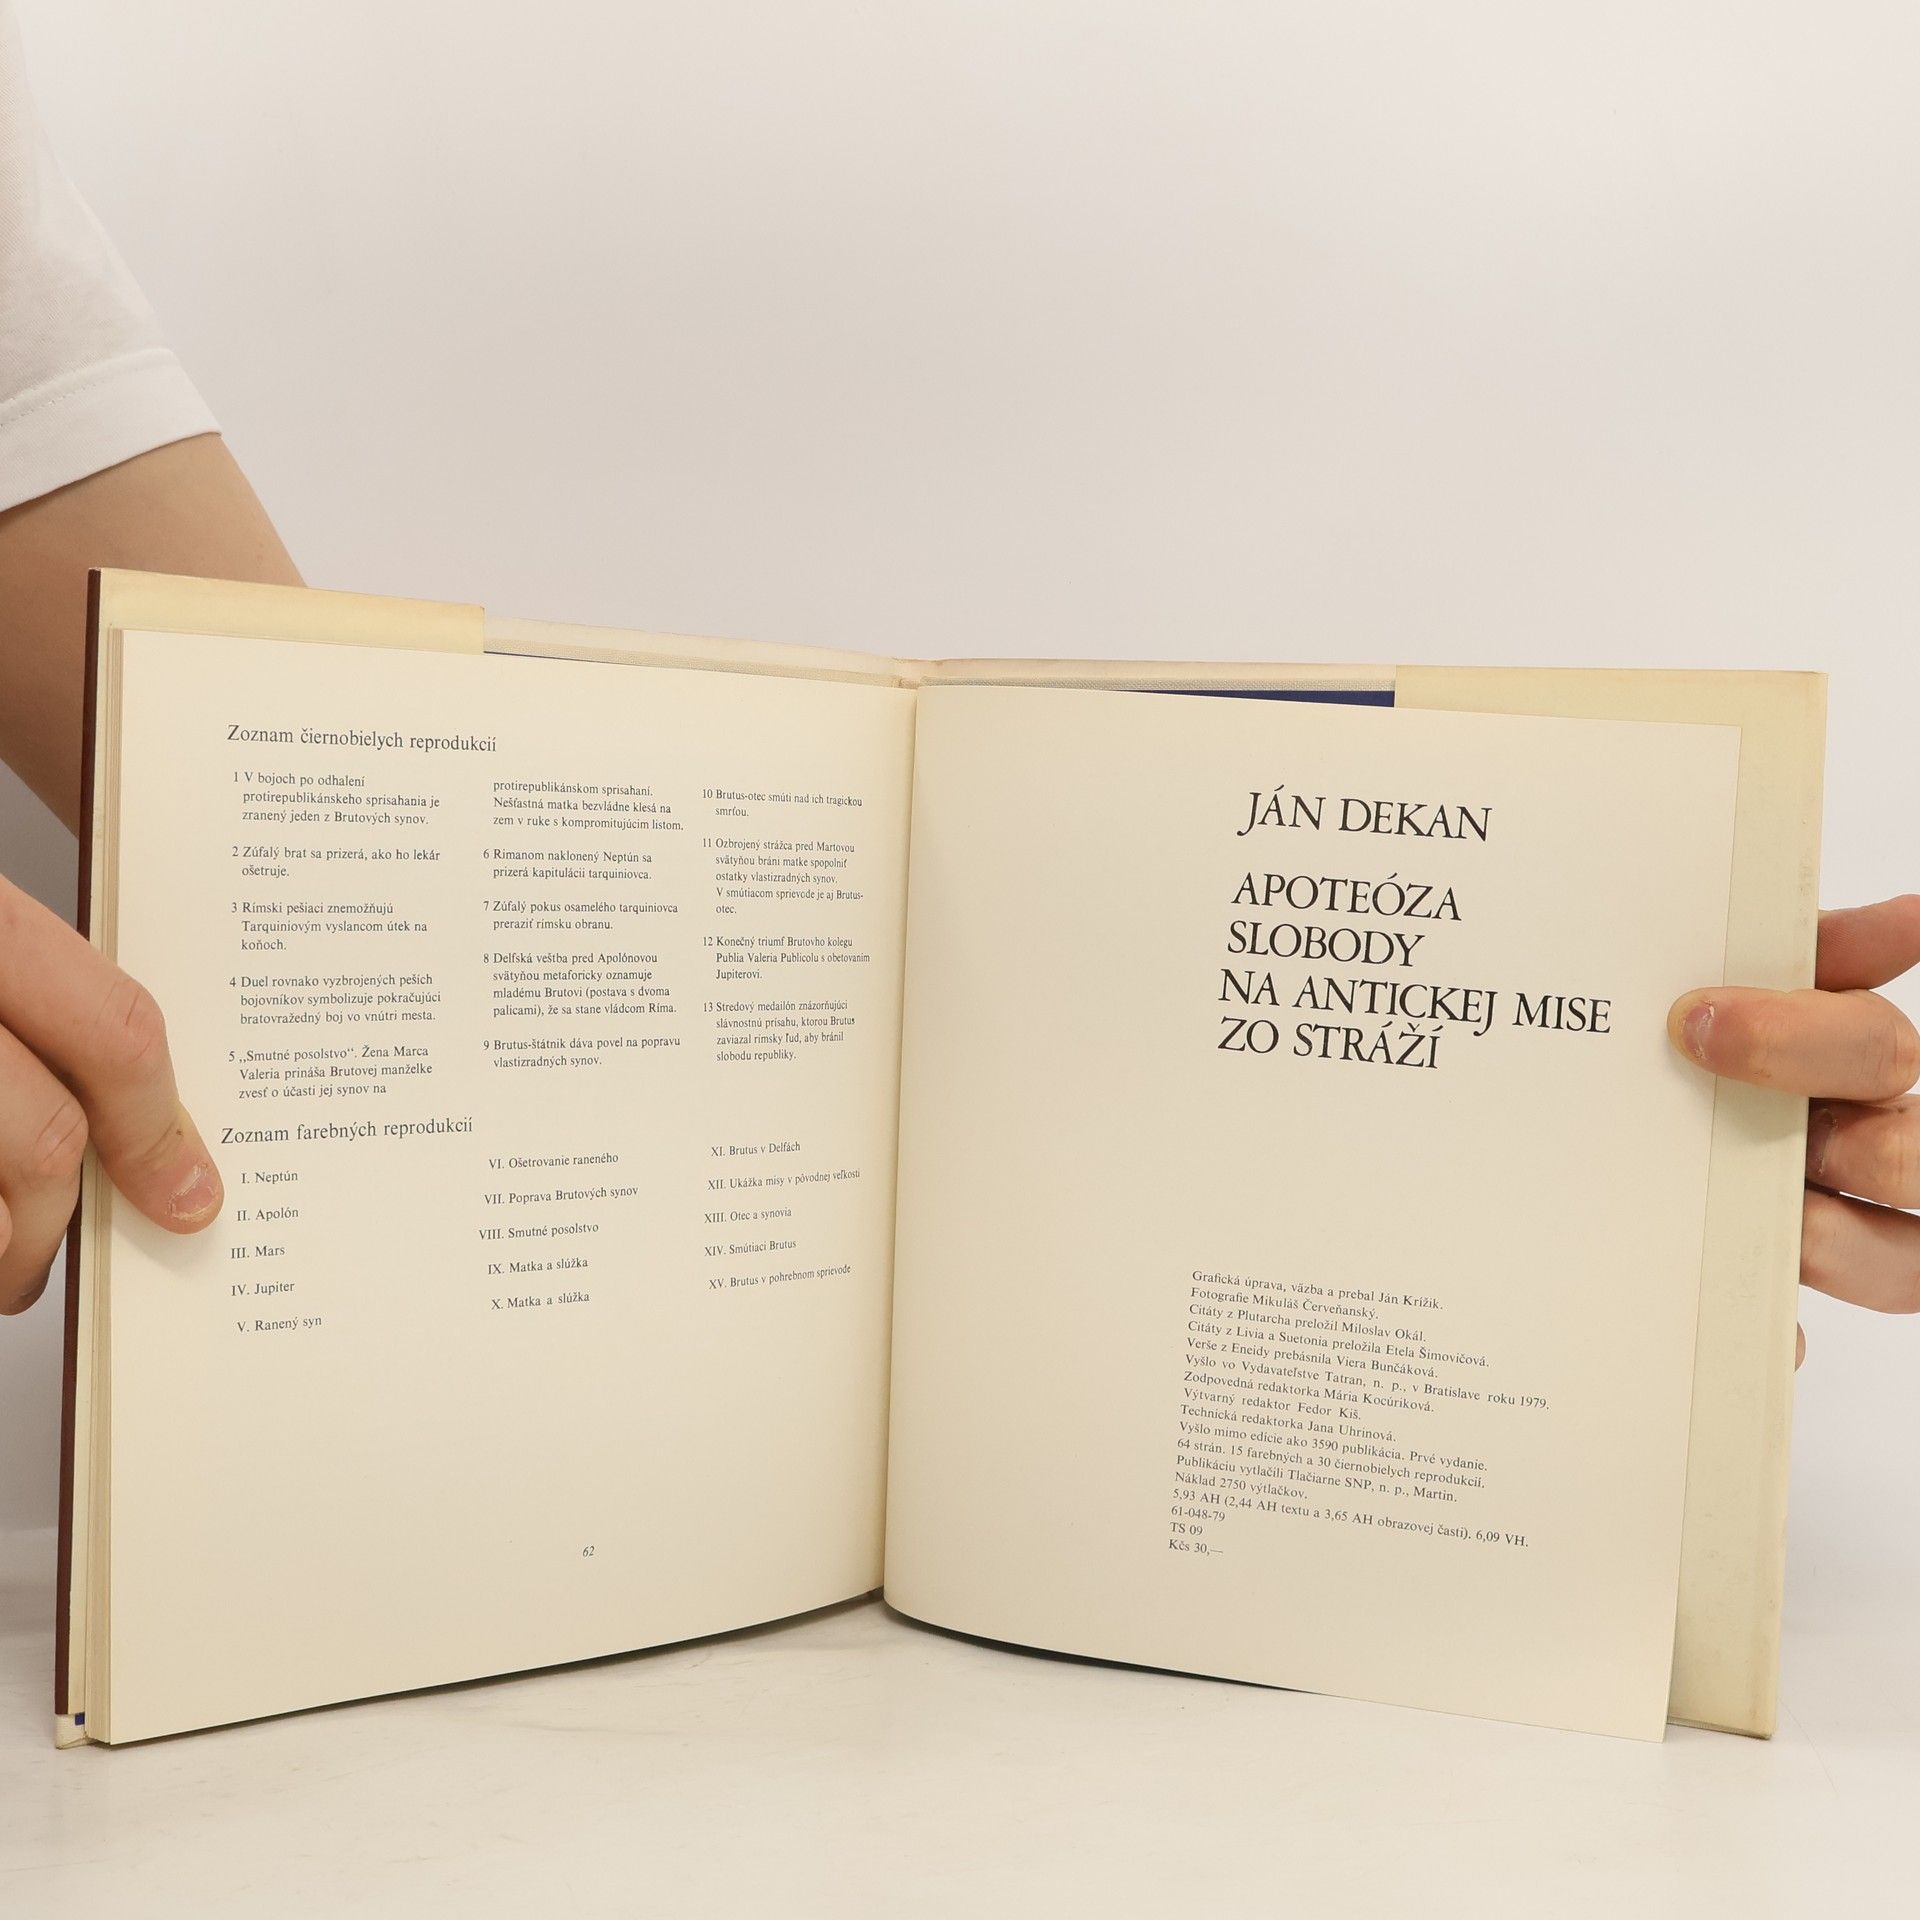 Zoznam čiernobielych reprodukcií
1 V bojoch po odhalení
protirepublikánskeho sprisahania je
zranený jeden z Brutových synov.
2 Zúfalý brat sa prizerá, ako ho lekár
ošetruje.
3 Rímski pešiaci znemožňujú
Tarquiniovým vyslancom útek na
koňoch.
4 Duel rovnako vyzbrojených peších
bojovníkov symbolizuje pokračujúci
bratovražedný boj vo vnútri mesta.
5 „Smutné posolstvo“. Žena Marca
Valeria prináša Brutovej manželke
zvesť o účasti jej synov na
protirepublikánskom sprisahaní.
Nešťastná matka bezvládne klesá na
zem v ruke s kompromitujúcim listom.
6 Rimanom naklonený Neptún sa
prizerá kapitulácii tarquiniovca.
7 Zúfalý pokus osamelého tarquiniovca
preraziť rímsku obranu.
8 Delfská veštba pred Apolónovou
svätyňou metaforicky oznamuje
mladému Brutovi (postava s dvoma
palicami), že sa stane vládcom Ríma.
9 Brutus-štátnik dáva povel na popravu
vlastizradných synov.
10 Brutus-otec smúti nad ich tragickou
smrťou.
11 Ozbrojený strážca pred Martovou
svätyňou bráni matke spopolniť
ostatky vlastizradných synov.
V smútiacom sprievode je aj Brutus-
otec.
12 Konečný triumf Brutovho kolegu
Publia Valeria Publicolu s obetovaním
Jupiterovi.
13 Stredový medailón znázorňujúci
slávnostnú prísahu, ktorou Brutus
zaviazal rímsky ľud, aby bránil
slobodu republiky.
Zoznam farebných reprodukcií
I. Neptún
II. Apolón
III. Mars
IV. Jupiter
V. Ranený syn
VI. Ošetrovanie raneného
VII. Poprava Brutových synov
VIII. Smutné posolstvo
IX. Matka a slúžka
X. Matka a slúžka
XI. Brutus v Delfách
XII. Ukážka misy v pôvodnej veľkosti
XIII. Otec a synovia
XIV. Smútiaci Brutus
XV. Brutus v pohrebnom sprievode
62
JÁN DEKAN
APOTEÓZA
SLOBODY
NA ANTICKEJ MISE
ZO STRÁŽÍ
Grafická úprava, väzba a prebal Ján Krížik.
Fotografie Mikuláš Červeňanský.
Citáty z Plutarcha preložil Miloslav Okál.
Citáty z Livia a Suetonia preložila Etela Šimovičová.
Verše z Eneidy prebásnila Viera Bunčáková.
Vyšlo vo Vydavateľstve Tatran, n. p., v Bratislave roku 1979.
Zodpovedná redaktorka Mária Kocúriková.
Výtvarný redaktor Fedor Kiš.
Technická redaktorka Jana Uhrinová.
Vyšlo mimo edície ako 3590 publikácia. Prvé vydanie.
64 strán. 15 farebných a 30 čiernobielych reprodukcií.
Publikáciu vytlačili Tlačiarne SNP, n. p., Martin.
Náklad 2750 výtlačkov.
5,93 AH (2,44 AH textu a 3,65 AH obrazovej časti). 6,09 VH.
61-048-79
TS 09
Kčs 30,—